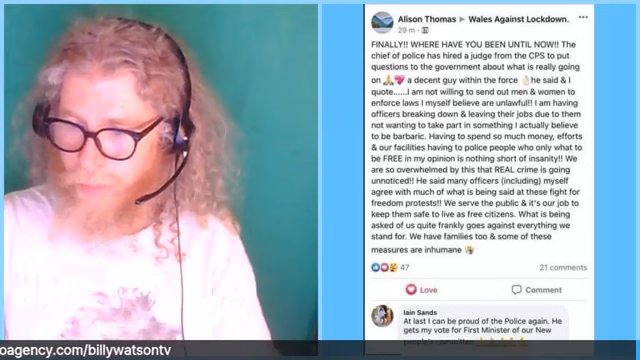 Alison Thomas ▸ Wales Against Lockdown.
29 m
FINALLY!! WHERE HAVE YOU BEEN UNTIL NOW!! The
chief of police has hired a judge from the CPS to put
questions to the government about what is really going
on 🙏💖 a decent guy within the force 👌🏻he said & I
quote......I am not willing to send out men & women to
enforce laws I myself believe are unlawful!! I am having
officers breaking down & leaving their jobs due to them
not wanting to take part in something I actually believe
to be barbaric. Having to spend so much money, efforts
& our facilities having to police people who only what to
be FREE in my opinion is nothing short of insanity!! We
are so overwhelmed by this that REAL crime is going
unnoticed!! He said many officers (including) myself
agree with much of what is being said at these fight for
freedom protests!! We serve the public & it's our job to
keep them safe to live as free citizens. What is being
asked of us quite frankly goes against everything we
stand for. We have families too & some of these
measures are inhumane
47
21 comments
Love
Comment
Iain Sands
At last I can be proud of the Police again. He
gets my vote for First Minister of our New
oagency.com/billywatsontv